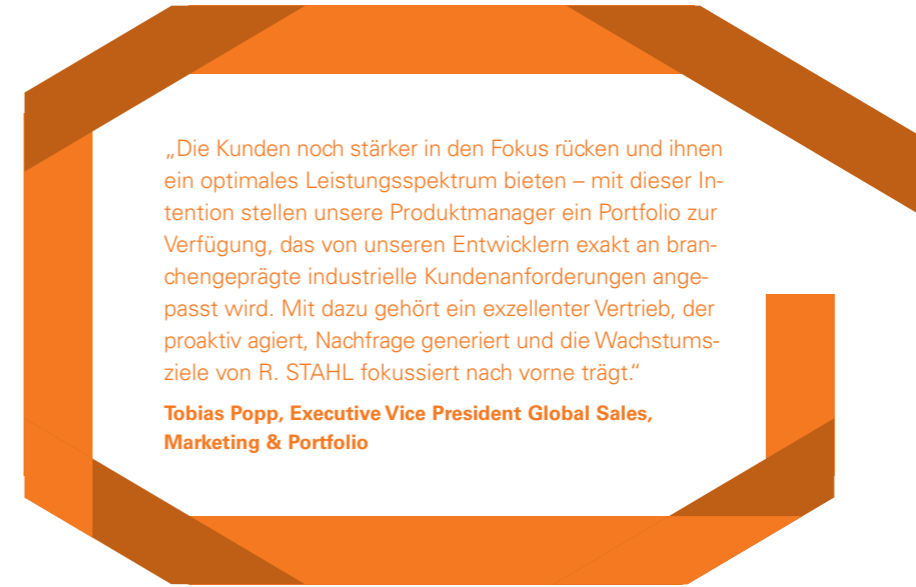 „Die Kunden noch stärker in den Fokus rücken und ihnen
ein optimales Leistungsspektrum bieten – mit dieser In-
tention stellen unsere Produktmanager ein Portfolio zur
Verfügung, das von unseren Entwicklern exakt an bran-
chengeprägte industrielle Kundenanforderungen ange-
passt wird. Mit dazu gehört ein exzellenter Vertrieb, der
proaktiv agiert, Nachfrage generiert und die Wachstums-
ziele von R. STAHL fokussiert nach vorne trägt.“
Tobias Popp, Executive Vice President Global Sales,
Marketing & Portfolio